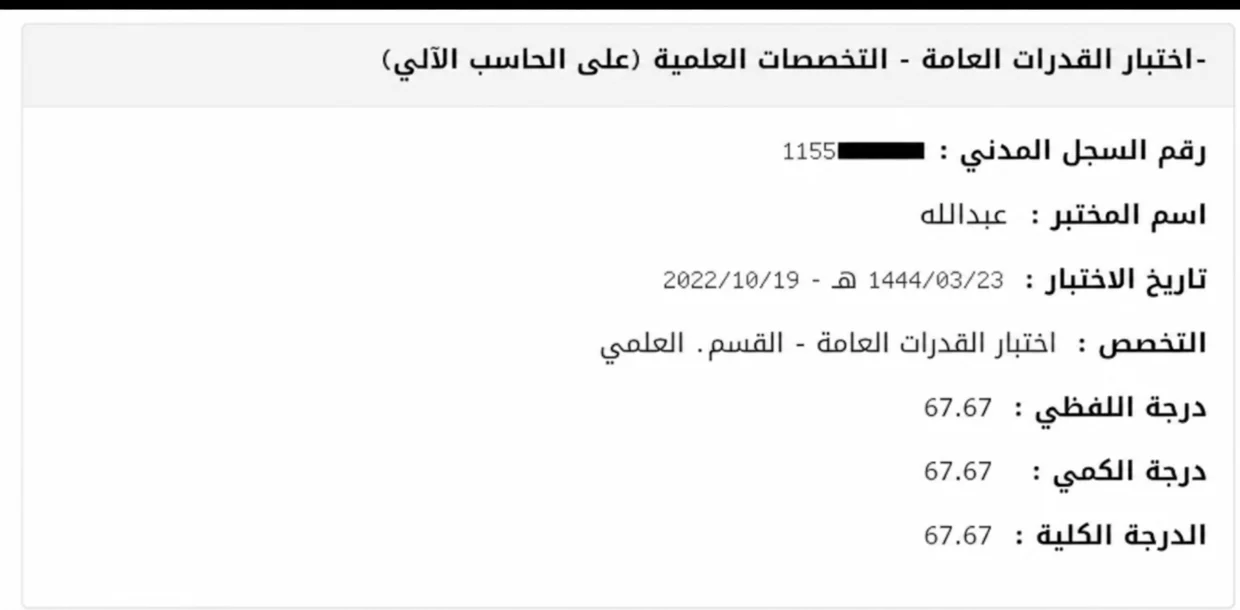 -اختبار القدرات العامة - التخصصات العلمية (على الحاسب الآلي)
رقم السجل المدني : 1155
اسم المختبر : عبدالله
تاريخ الاختبار : 1444/03/23 هـ - 2022/10/19
التخصص : اختبار القدرات العامة - القسم. العلمي
درجة اللفظي : 67.67
درجة الكمي : 67.67
الدرجة الكلية : 67.67